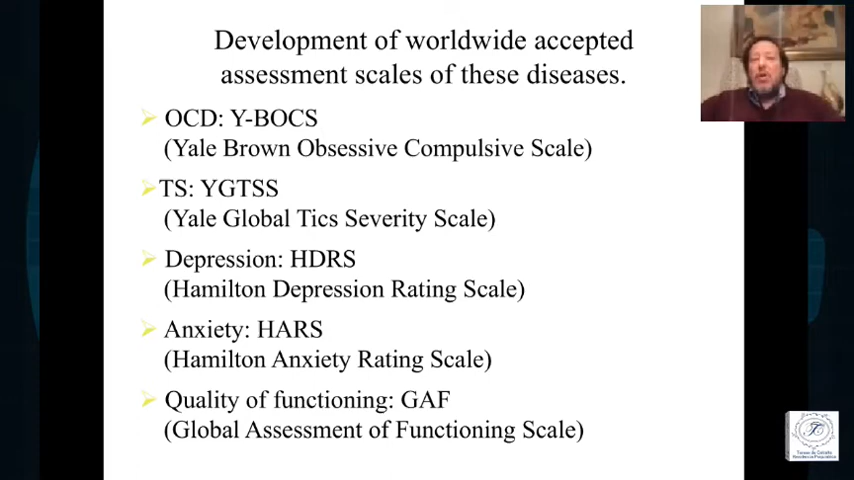 Development of worldwide accepted
assessment scales of these diseases.
OCD: Y-BOCS
(Yale Brown Obsessive Compulsive Scale)
TS: YGTSS
(Yale Global Tics Severity Scale)
Depression: HDRS
(Hamilton Depression Rating Scale)
Anxiety: HARS
(Hamilton Anxiety Rating Scale)
Quality of functioning: GAF
(Global Assessment of Functioning Scale)